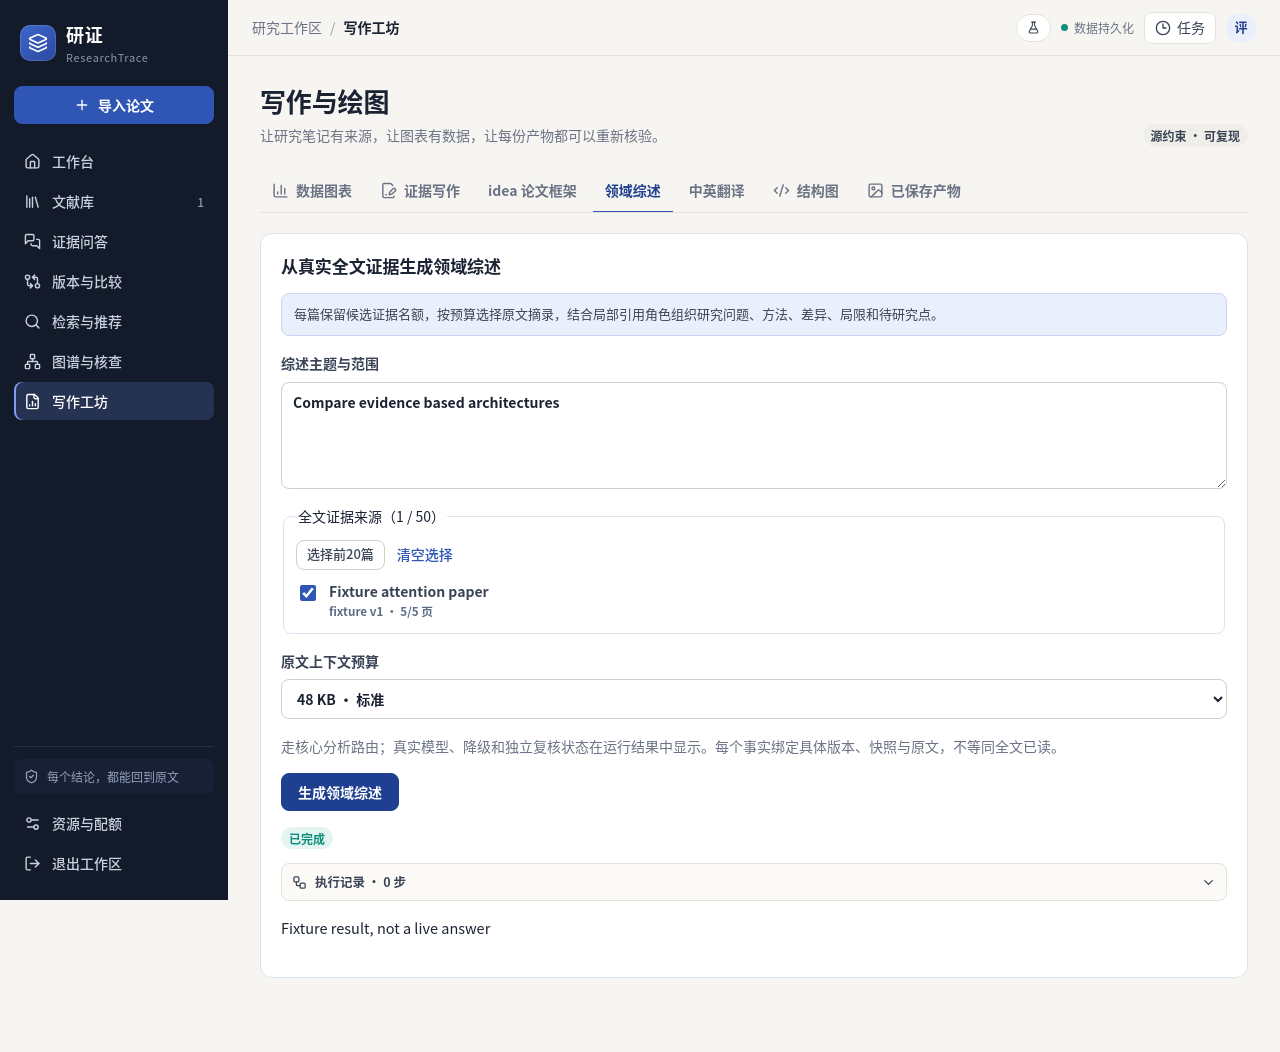 研证
ResearchTrace
导入论文
工作台
文献库 1
证据问答
版本与比较
检索与推荐
图谱与核查
写作工坊
每个结论，都能回到原文
资源与配额
退出工作区
研究工作区 / 写作工坊
数据持久化
任务
评
写作与绘图
让研究笔记有来源，让图表有数据，让每份产物都可以重新核验。
源约束 · 可复现
数据图表
证据写作
idea 论文框架
领域综述
中英翻译
结构图
已保存产物
从真实全文证据生成领域综述
每篇保留候选证据名额，按预算选择原文摘录，结合局部引用角色组织研究问题、方法、差异、局限和待研究点。
综述主题与范围
Compare evidence based architectures
全文证据来源（1 / 50）
选择前20篇
清空选择
Fixture attention paper
fixture v1 · 5/5 页
原文上下文预算
48 KB · 标准
走核心分析路由；真实模型、降级和独立复核状态在运行结果中显示。每个事实绑定具体版本、快照与原文，不等同全文已读。
生成领域综述
已完成
执行记录 · 0 步
Fixture result, not a live answer